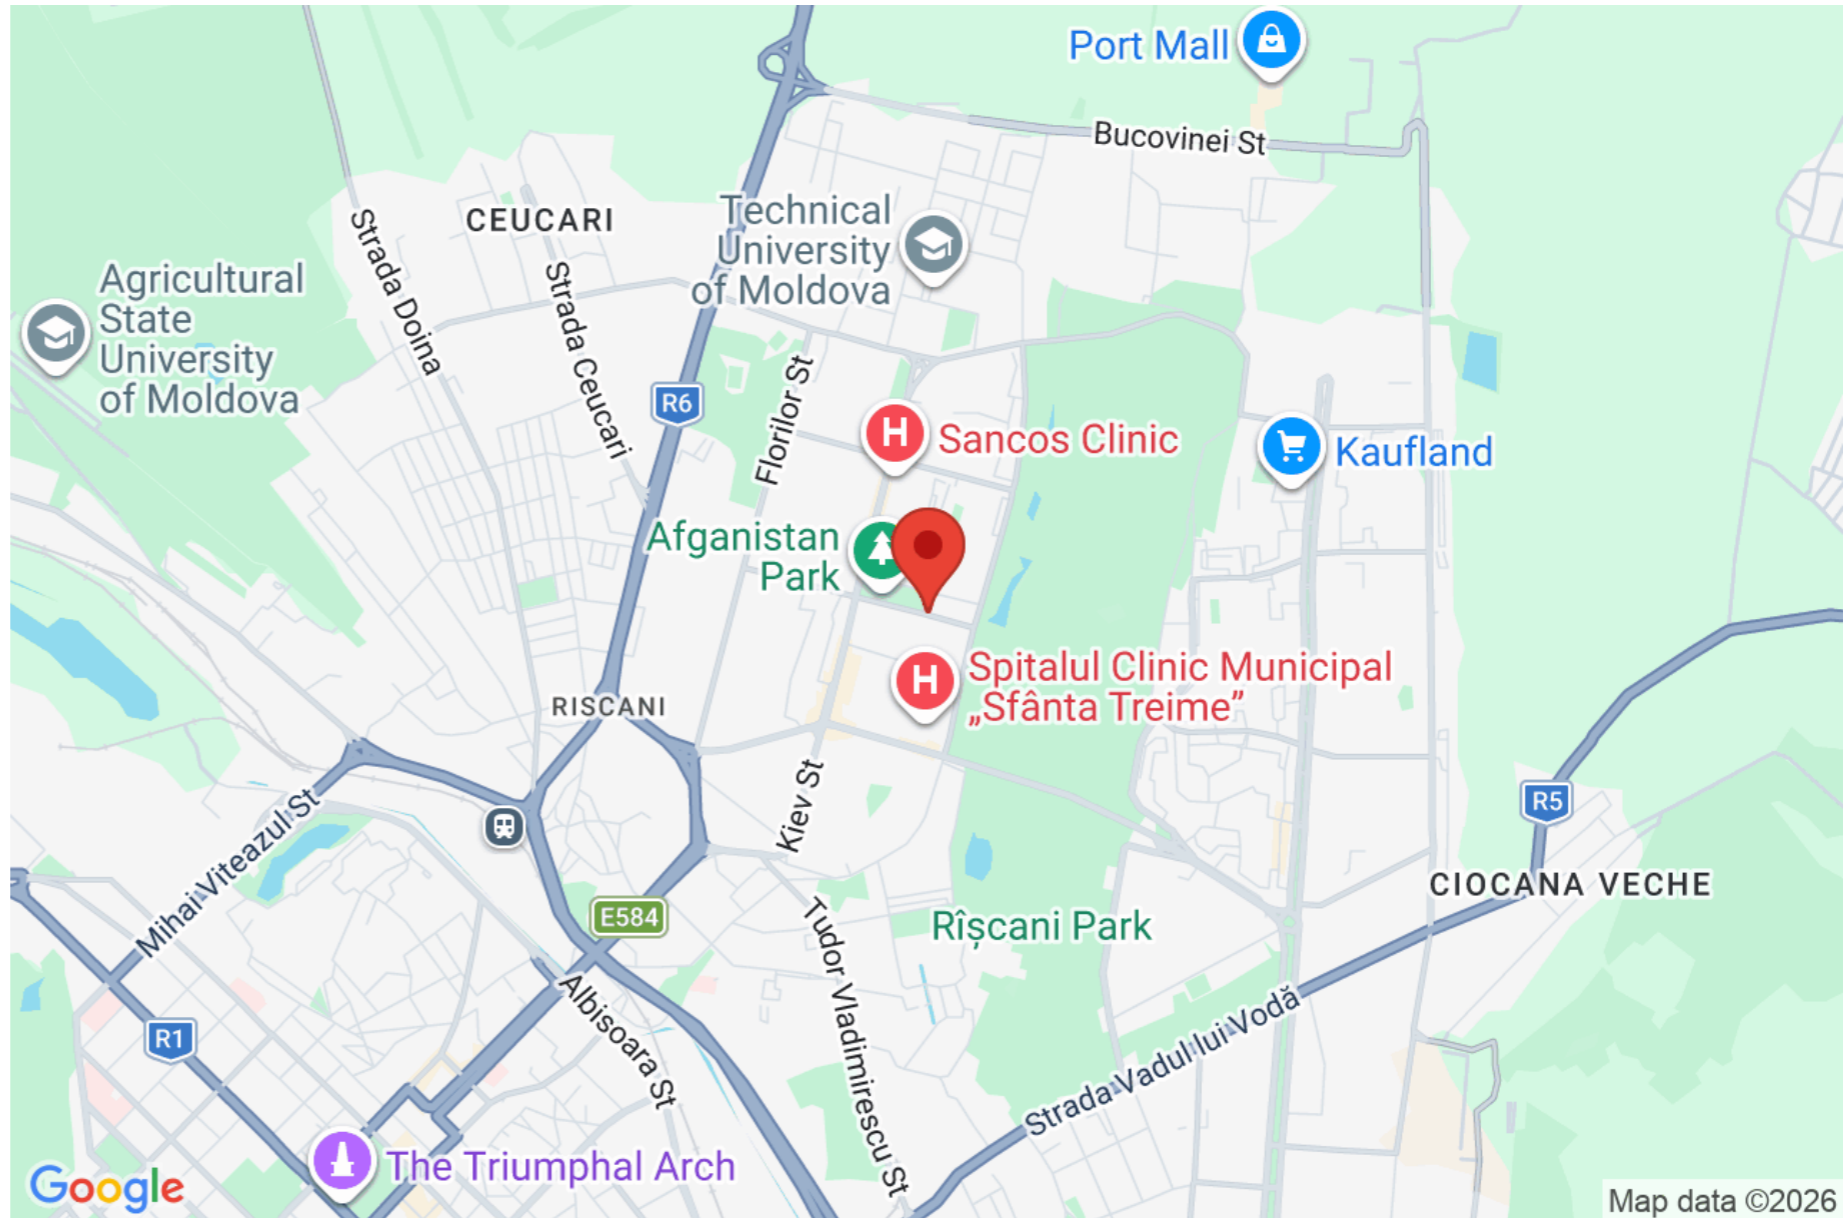 Port Mall
Bucovinei St
CEUCARI
Technical
University
of Moldova
Strada Doina
Strada Ceucari
Agricultural
State
University
of Moldova
R6
Florilor St
H
Sancos Clinic
Kaufland
Afganistan
Park
H
Spitalul Clinic Municipal
„Sfânta Treime”
RISCANI
Kiev St
R5
Mihai Viteazul St
CIOCANA VECHE
E584
Rîșcani Park
Tudor Vladimirescu St
Albisoara St
R1
Strada Vadul lui Vodă
The Triumphal Arch
Google
Map data ©2026